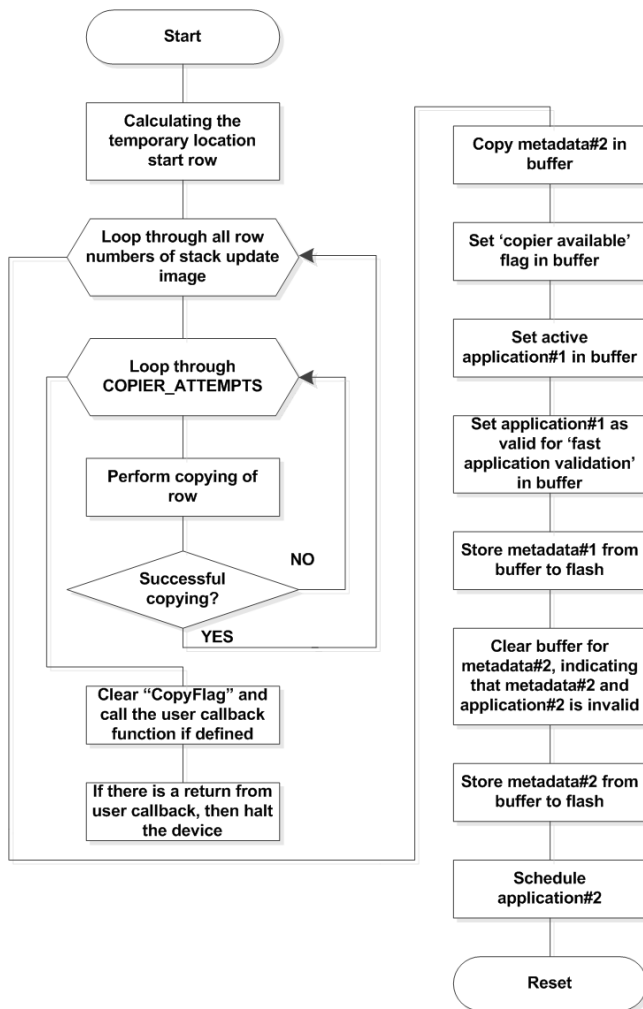 Start
Calculating the
temporary location
start row
Loop through all row
numbers of stack update
image
Loop through
COPIER_ATTEMPTS
Perform copying of
row
Successful
copying?
NO
YES
Clear “CopyFlag” and
call the user callback
function if defined
If there is a return from
user callback, then halt
the device
Copy metadata#2 in
buffer
Set ‘copier available’
flag in buffer
Set active
application#1 in buffer
Set application#1 as
valid for ‘fast
application validation’
in buffer
Store metadata#1 from
buffer to flash
Clear buffer for
metadata#2, indicating
that metadata#2 and
application#2 is invalid
Store metadata#2 from
buffer to flash
Schedule
application#2
Reset